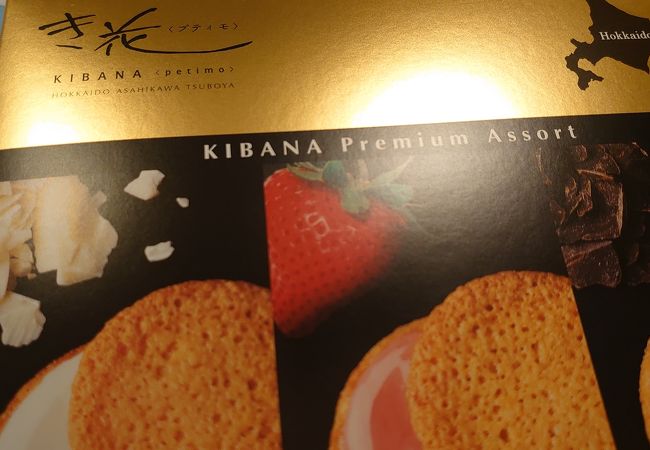 き花〈プティモ〉
KIBANA〈petimo〉
HOKKAIDO ASAHIKAWA TSUBOYA
Hokkaido
KIBANA Premium Assort